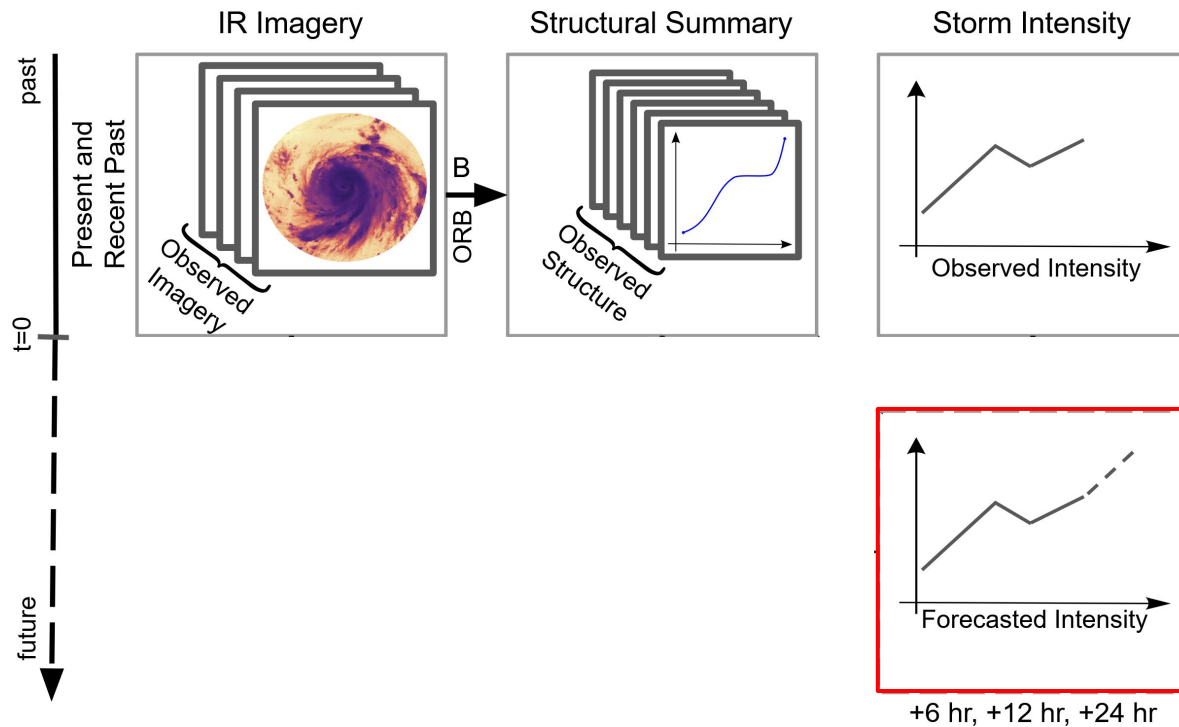 IR Imagery
Structural Summary
Storm Intensity
past
Present and
Recent Past
t=0
future
Observed
Imagery
B
ORB
Observed
Structure
Observed Intensity
Forecasted Intensity
+6 hr, +12 hr, +24 hr